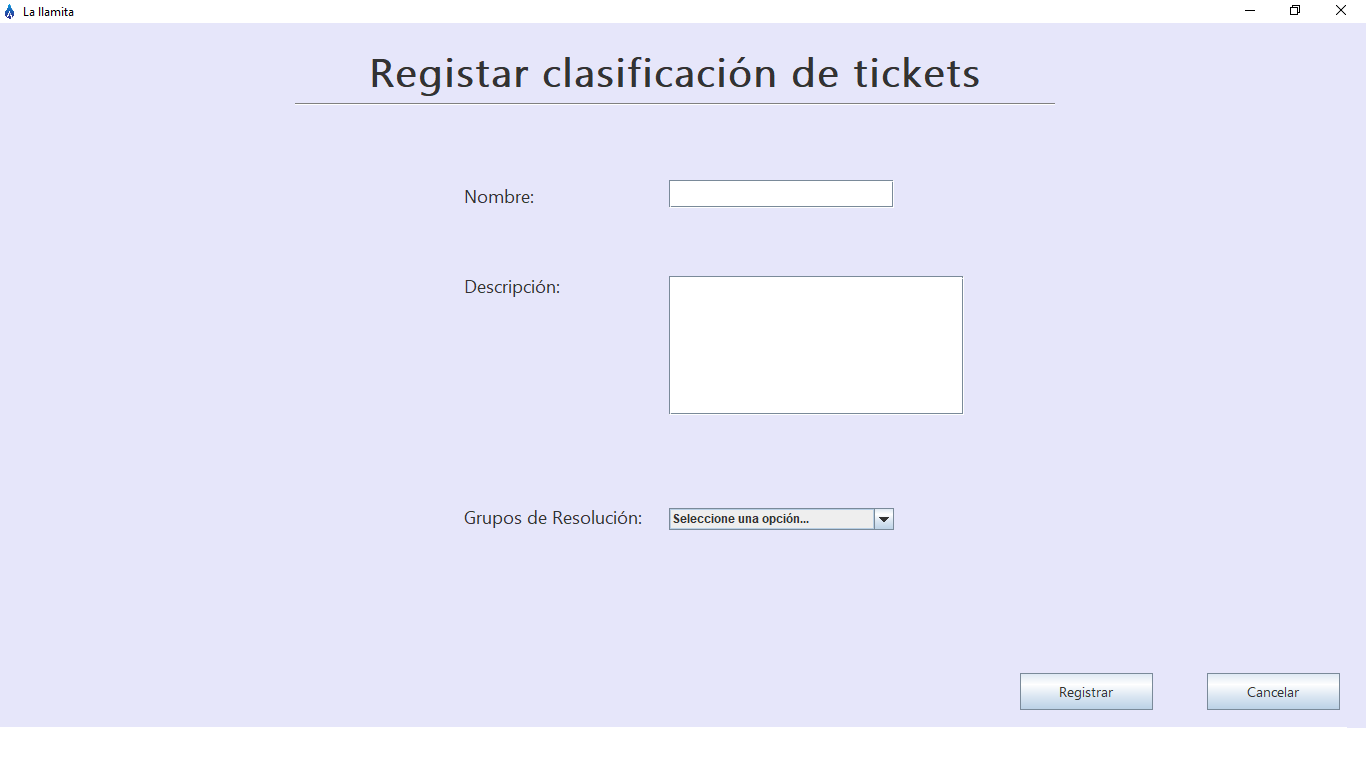 La llamita
Registar clasificación de tickets
Nombre:
Descripción:
Grupos de Resolución: Seleccione una opción...
Registrar Cancelar